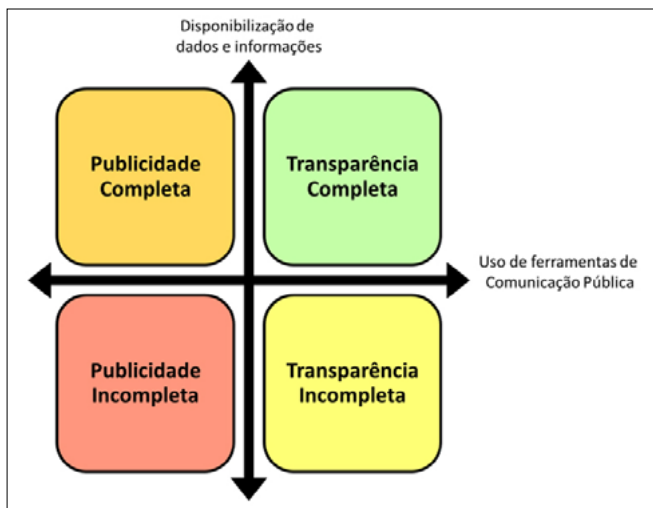 Disponibilização de
dados e informações
Publicidade
Completa
Transparência
Completa
Uso de ferramentas de
Comunicação Pública
Publicidade
Incompleta
Transparência
Incompleta